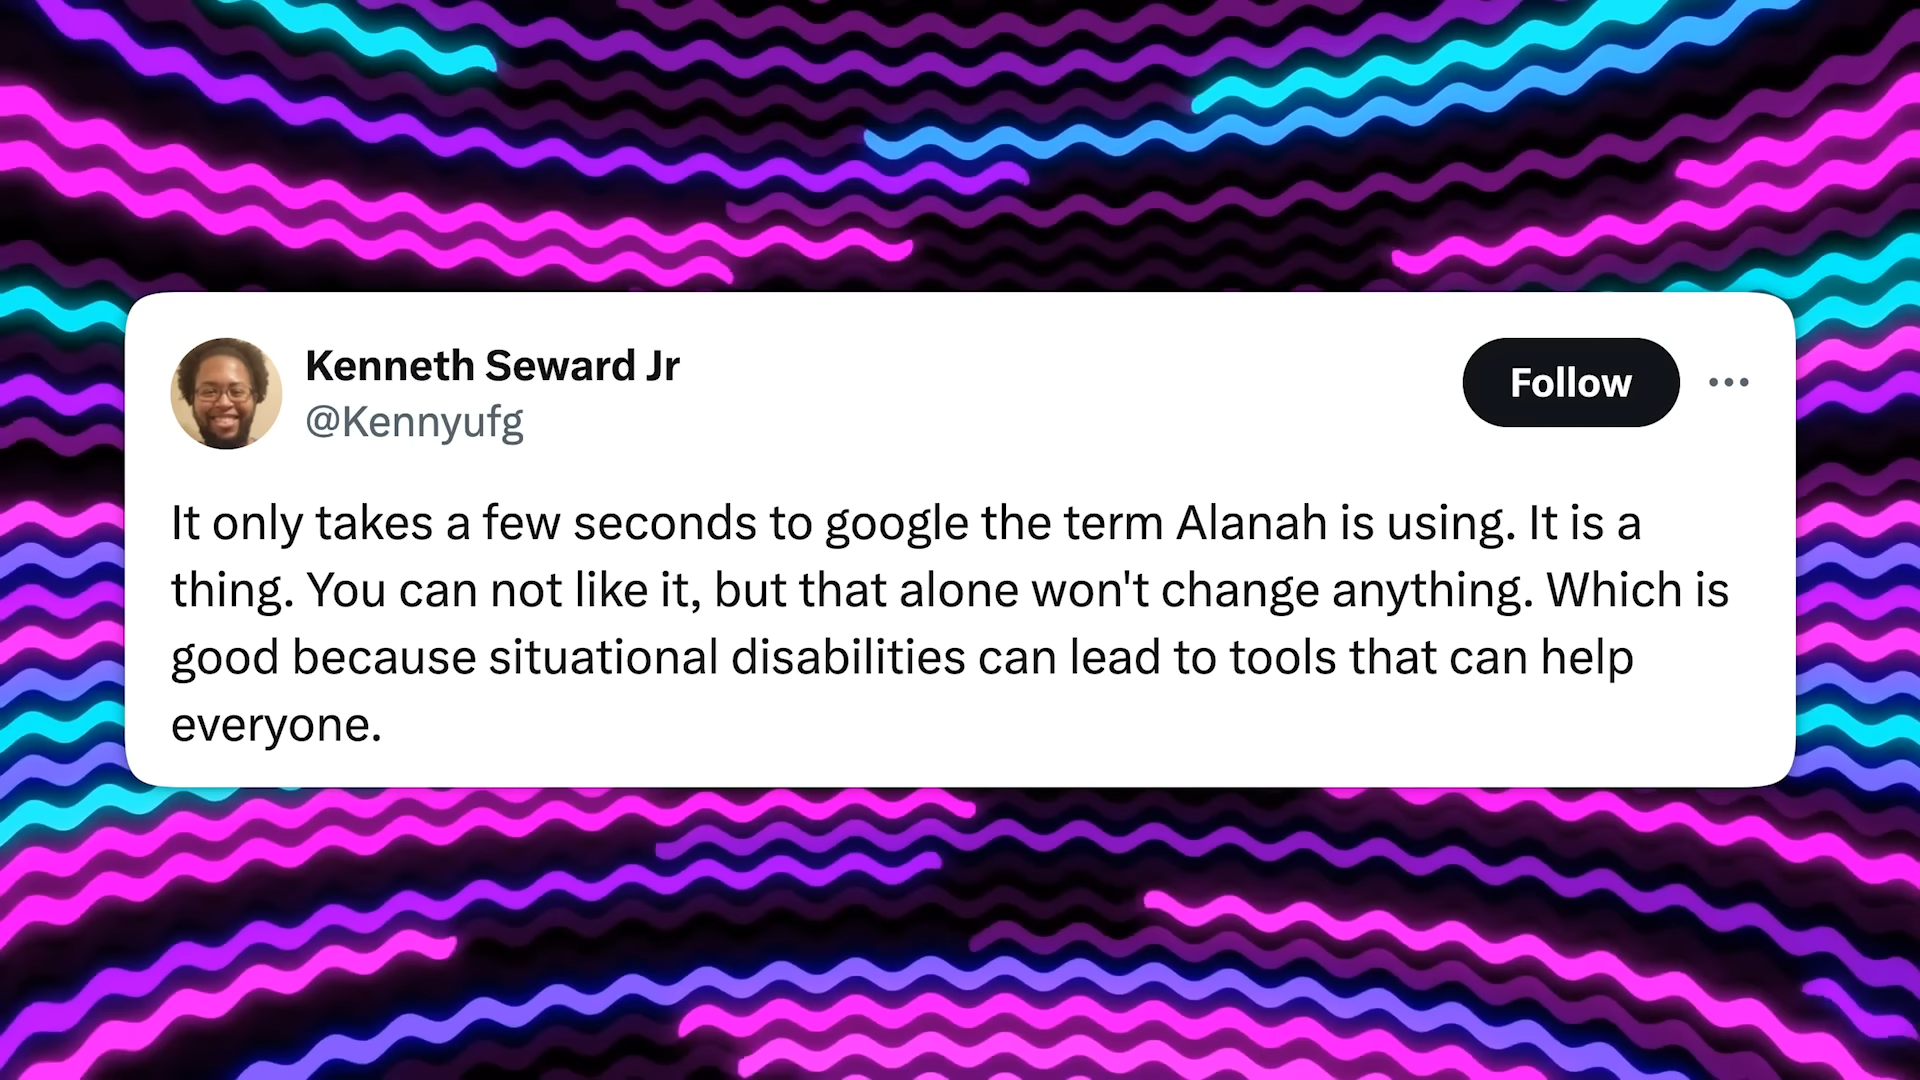 Kenneth Seward Jr
@Kennyufg
Follow
It only takes a few seconds to google the term Alanah is using. It is a
thing. You can not like it, but that alone won't change anything. Which is
good because situational disabilities can lead to tools that can help
everyone.